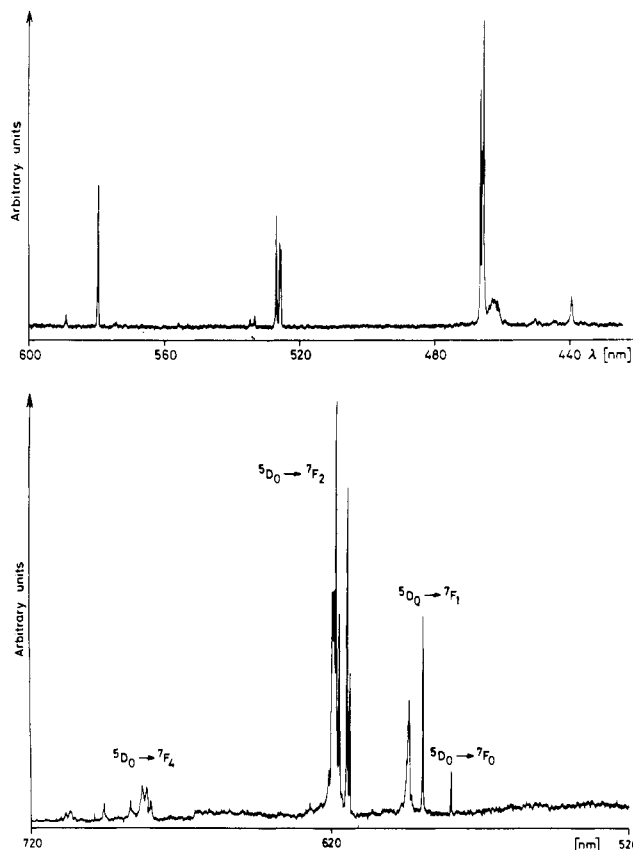 Arbitrary units
600
560
520
480
440
λ [nm]
Arbitrary units
⁵D₀ → ⁷F₂
⁵D₀ → ⁷F₁
⁵D₀ → ⁷F₀
⁵D₀ → ⁷F₄
720
620
[nm]
520